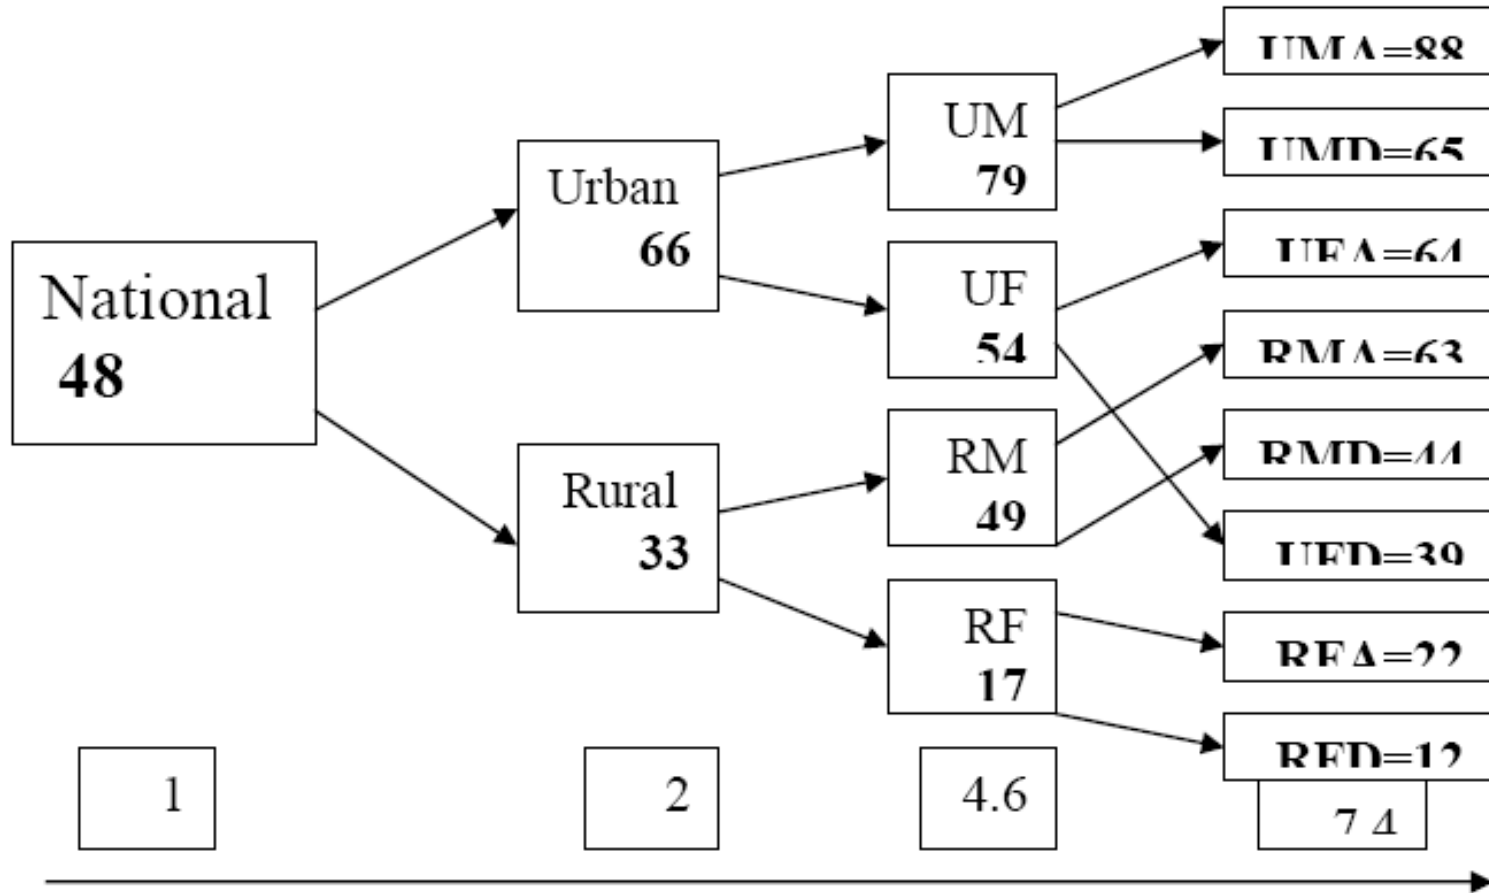 National
48
Urban
66
Rural
33
UM
79
UF
54
RM
49
RF
17
UMA=88
UMD=65
UFA=64
RMA=63
RMD=44
UFD=39
RFA=22
RFD=12
1
2
4.6
7.4